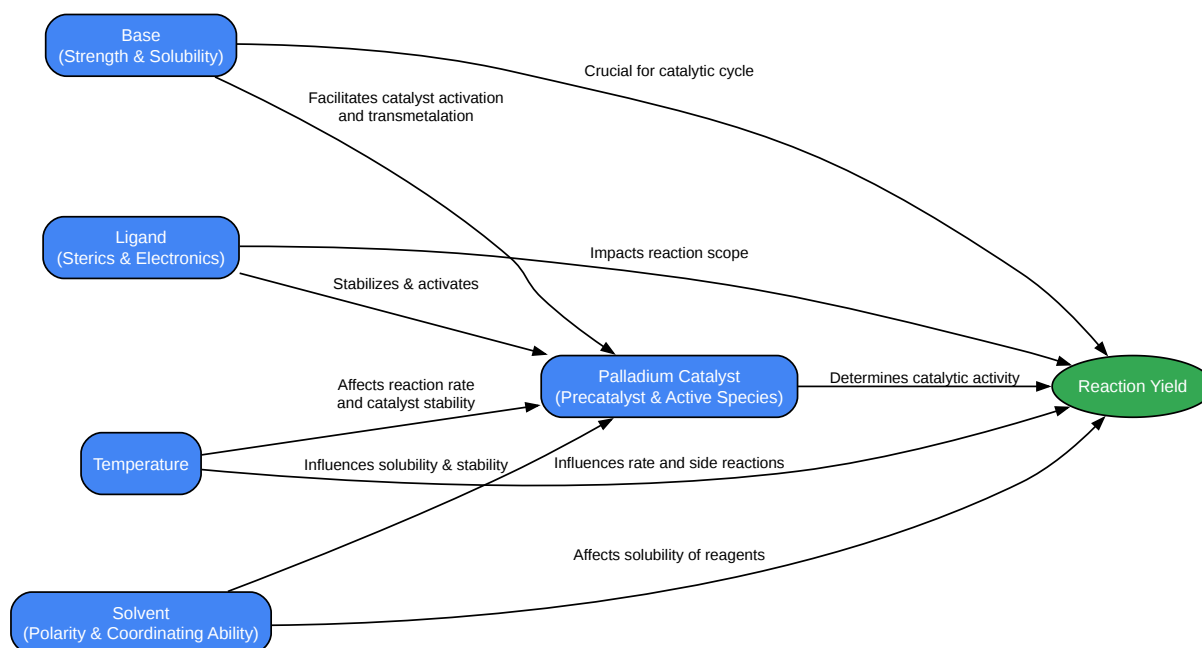 Base
(Strength & Solubility)
Crucial for catalytic cycle
Facilitates catalyst activation
and transmetalation
Ligand
(Sterics & Electronics)
Impacts reaction scope
Stabilizes & activates
Palladium Catalyst
(Precatalyst & Active Species)
Determines catalytic activity
Reaction Yield
Affects reaction rate
and catalyst stability
Temperature
Influences solubility & stability
Influences rate and side reactions
Affects solubility of reagents
Solvent
(Polarity & Coordinating Ability)